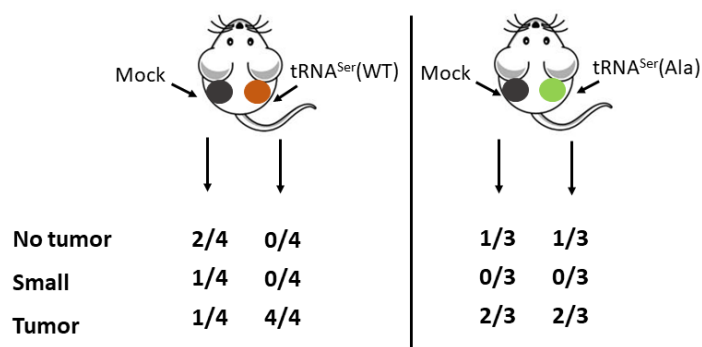 Mock tRNASer(WT) Mock tRNASer(Ala)
No tumor 2/4 0/4 1/3 1/3
Small 1/4 0/4 0/3 0/3
Tumor 1/4 4/4 2/3 2/3